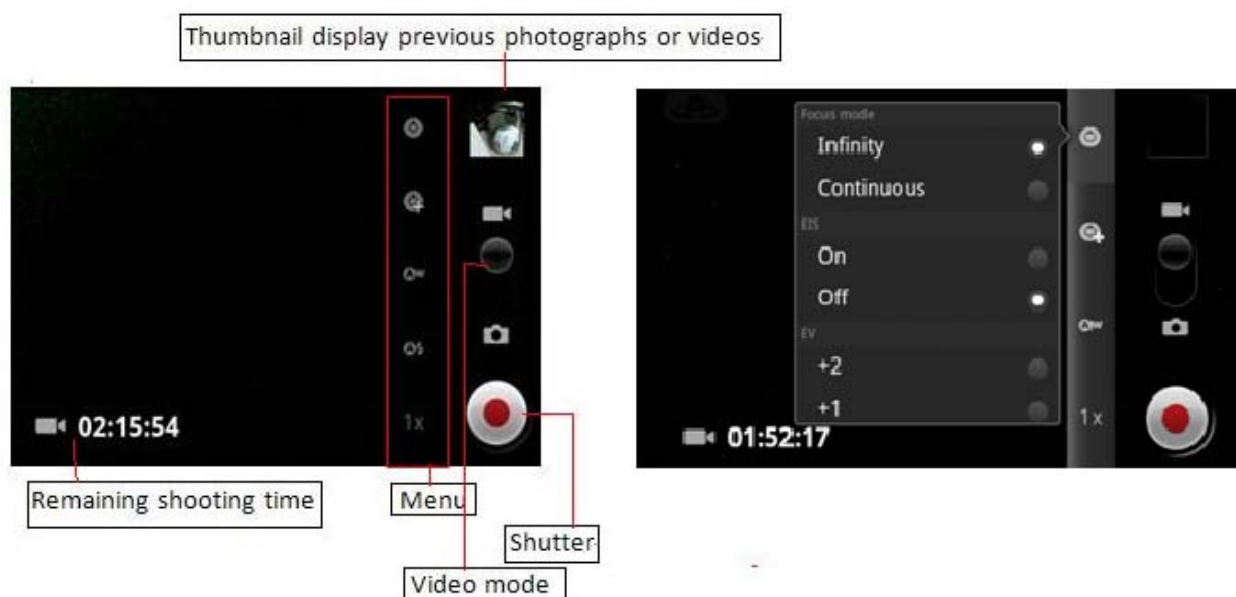 Thumbnail display previous photographs or videos
02:15:54
1x
Remaining shooting time
Menu
Shutter
Video mode
Focus mode
Infinity
Continuous
EIS
On
Off
EV
+2
+1
1x
01:52:17